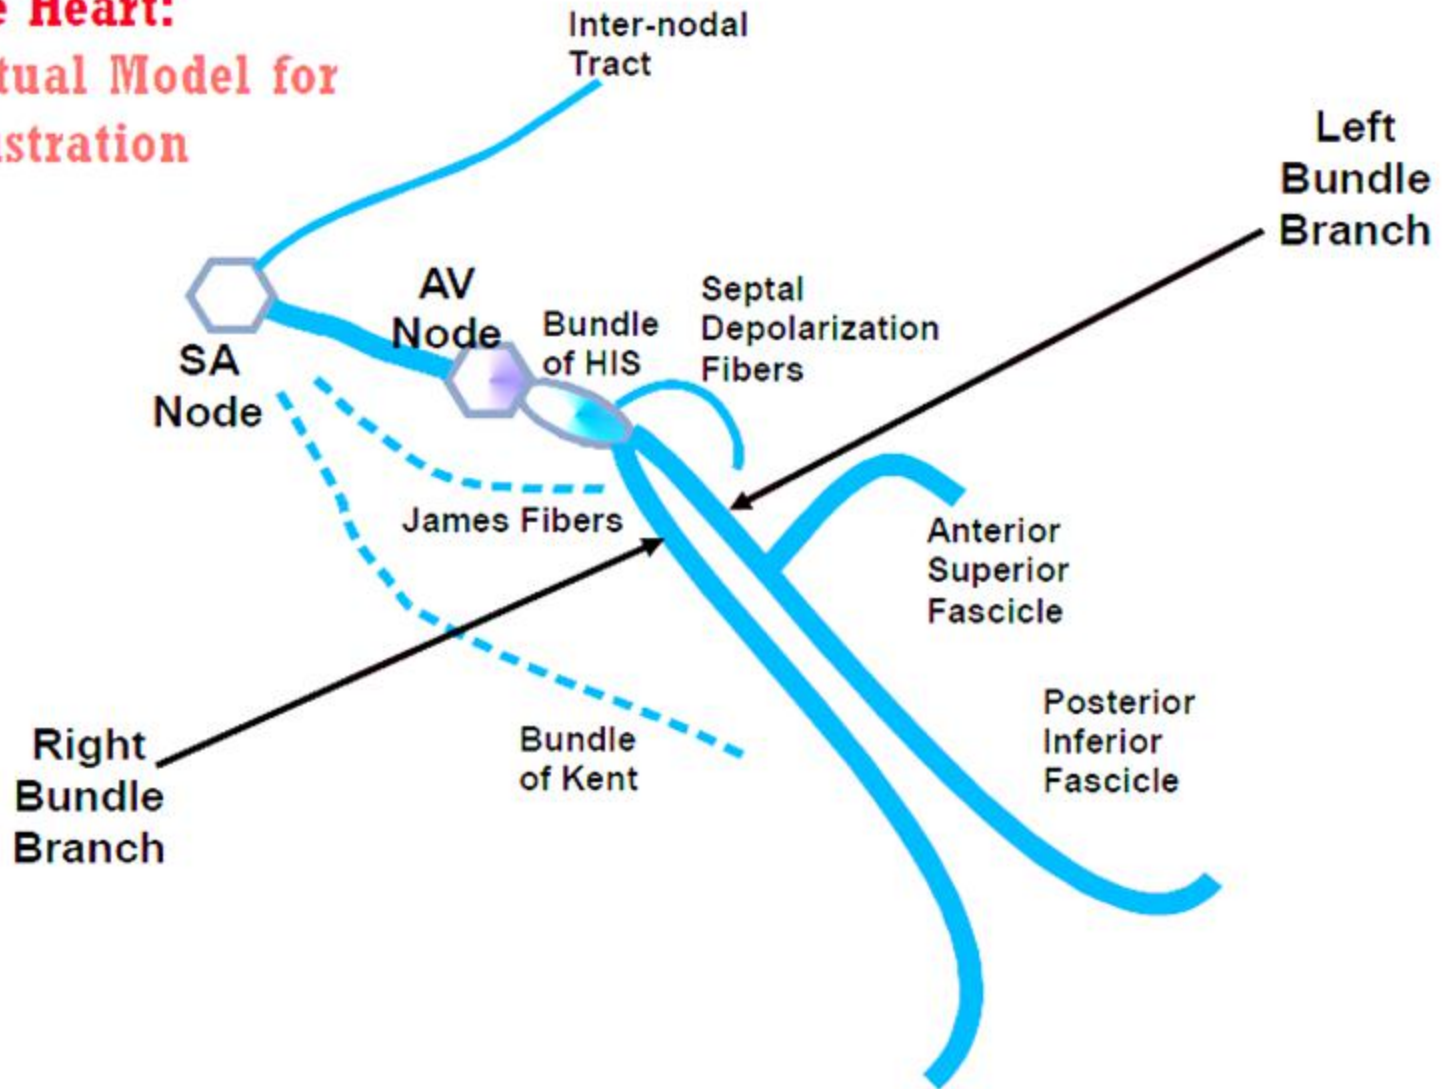 e Heart:
tual Model for
stration
Inter-nodal
Tract
Left
Bundle
Branch
AV
Node
Septal
Depolarization
Fibers
Bundle
of HIS
SA
Node
James Fibers
Anterior
Superior
Fascicle
Posterior
Inferior
Fascicle
Bundle
of Kent
Right
Bundle
Branch